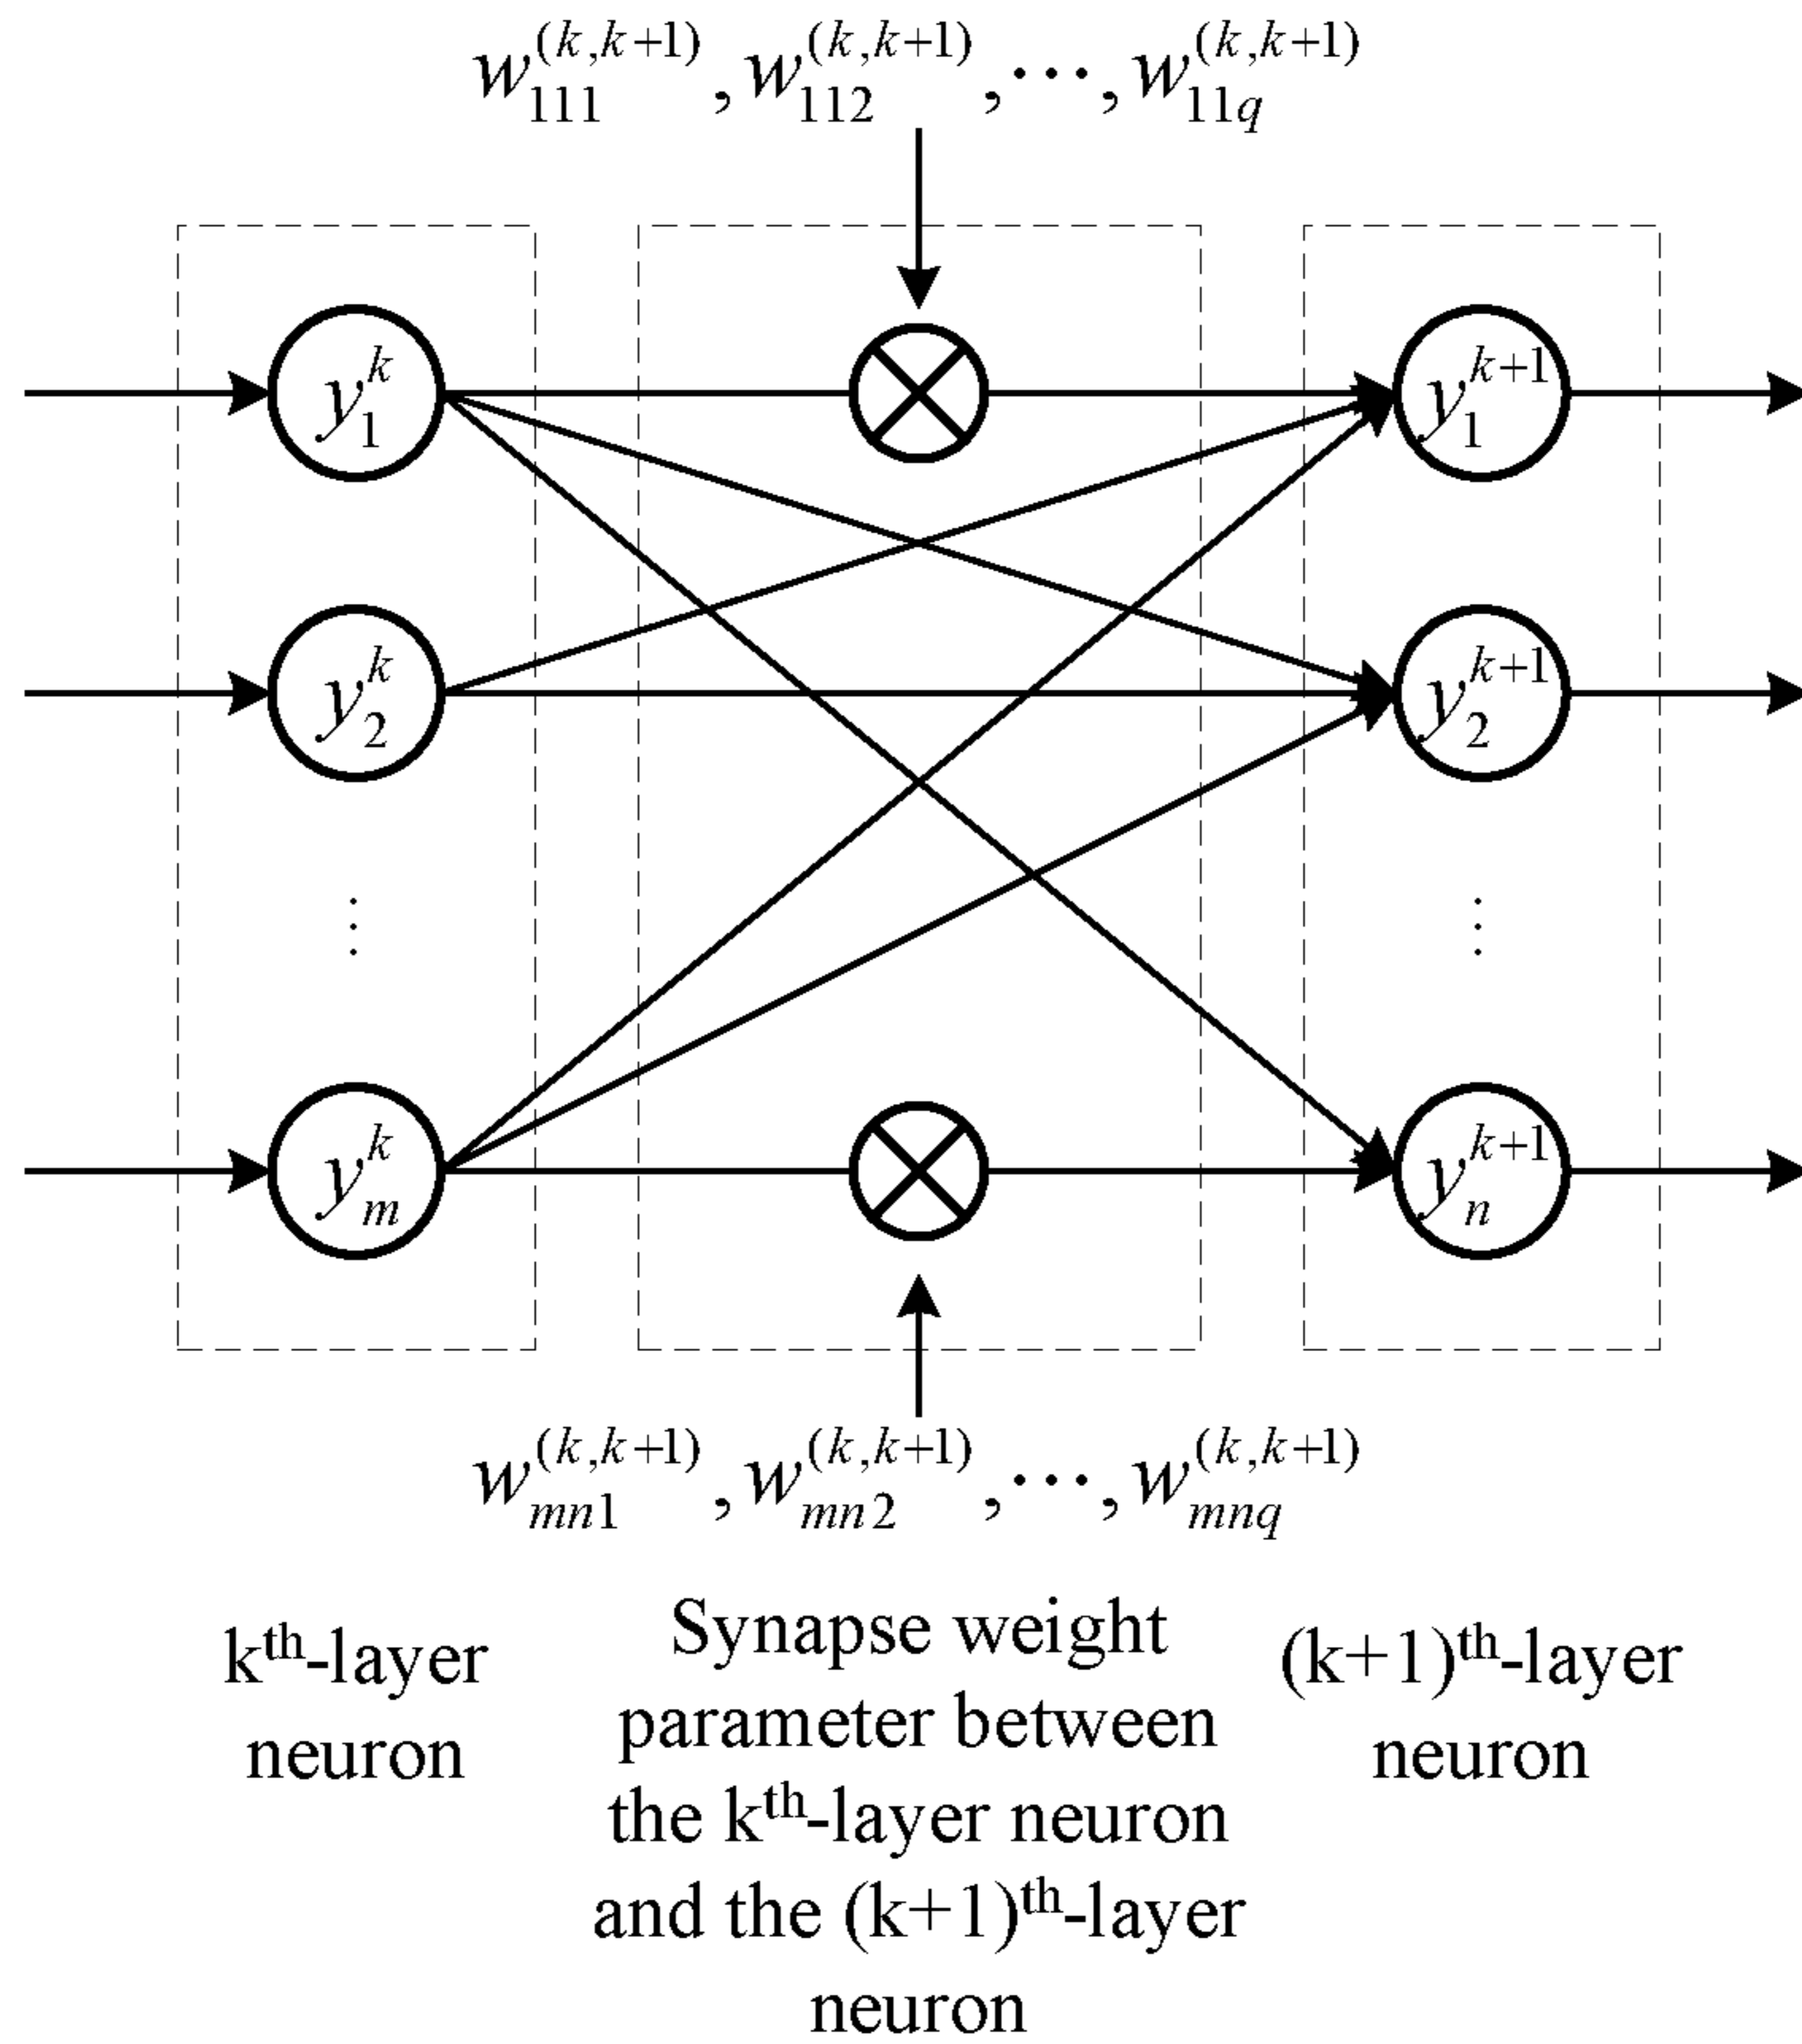 w_{111}^{(k,k+1)}, w_{112}^{(k,k+1)}, ⋯, w_{11q}^{(k,k+1)}
y_1^k
y_1^{k+1}
y_2^k
y_2^{k+1}
⋮
⋮
y_m^k
y_n^{k+1}
w_{mn1}^{(k,k+1)}, w_{mn2}^{(k,k+1)}, ⋯, w_{mnq}^{(k,k+1)}
k^{th}-layer
neuron
Synapse weight
parameter between
the k^{th}-layer neuron
and the (k+1)^{th}-layer
neuron
(k+1)^{th}-layer
neuron